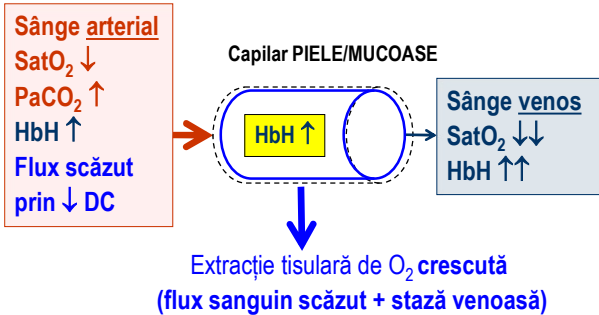 Sânge arterial
SatO₂ ↓
PaCO₂ ↑
HbH ↑
Flux scăzut
prin ↓ DC
Capilar PIELE/MUCOASE
HbH ↑
Sânge venos
SatO₂ ↓↓
HbH ↑↑
Extracție tisulară de O₂ crescută
(flux sanguin scăzut + stază venoasă)